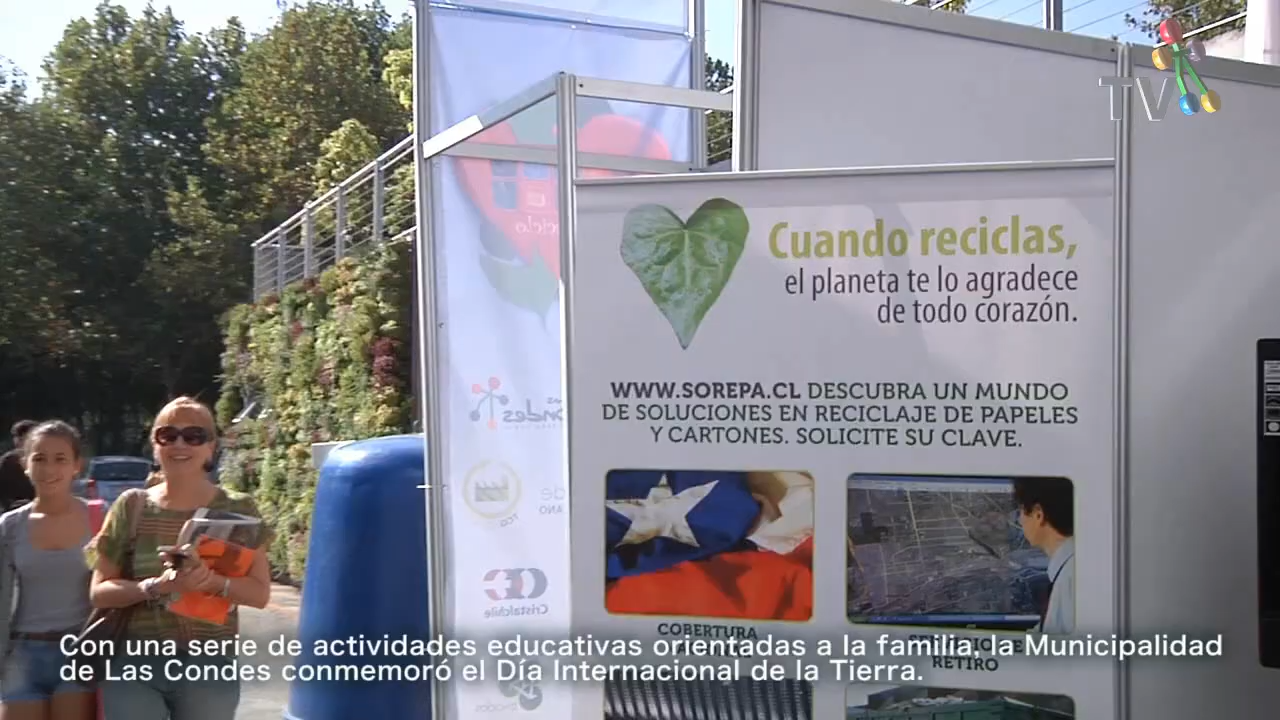 TV
Cuando reciclas,
el planeta te lo agradece
de todo corazón.
WWW.SOREPA.CL DESCUBRA UN MUNDO
DE SOLUCIONES EN RECICLAJE DE PAPELES
Y CARTONES. SOLICITE SU CLAVE.
Cristalchile
COBERTURA
RETIRO
Con una serie de actividades educativas orientadas a la familia, la Municipalidad
de Las Condes conmemoró el Día Internacional de la Tierra.